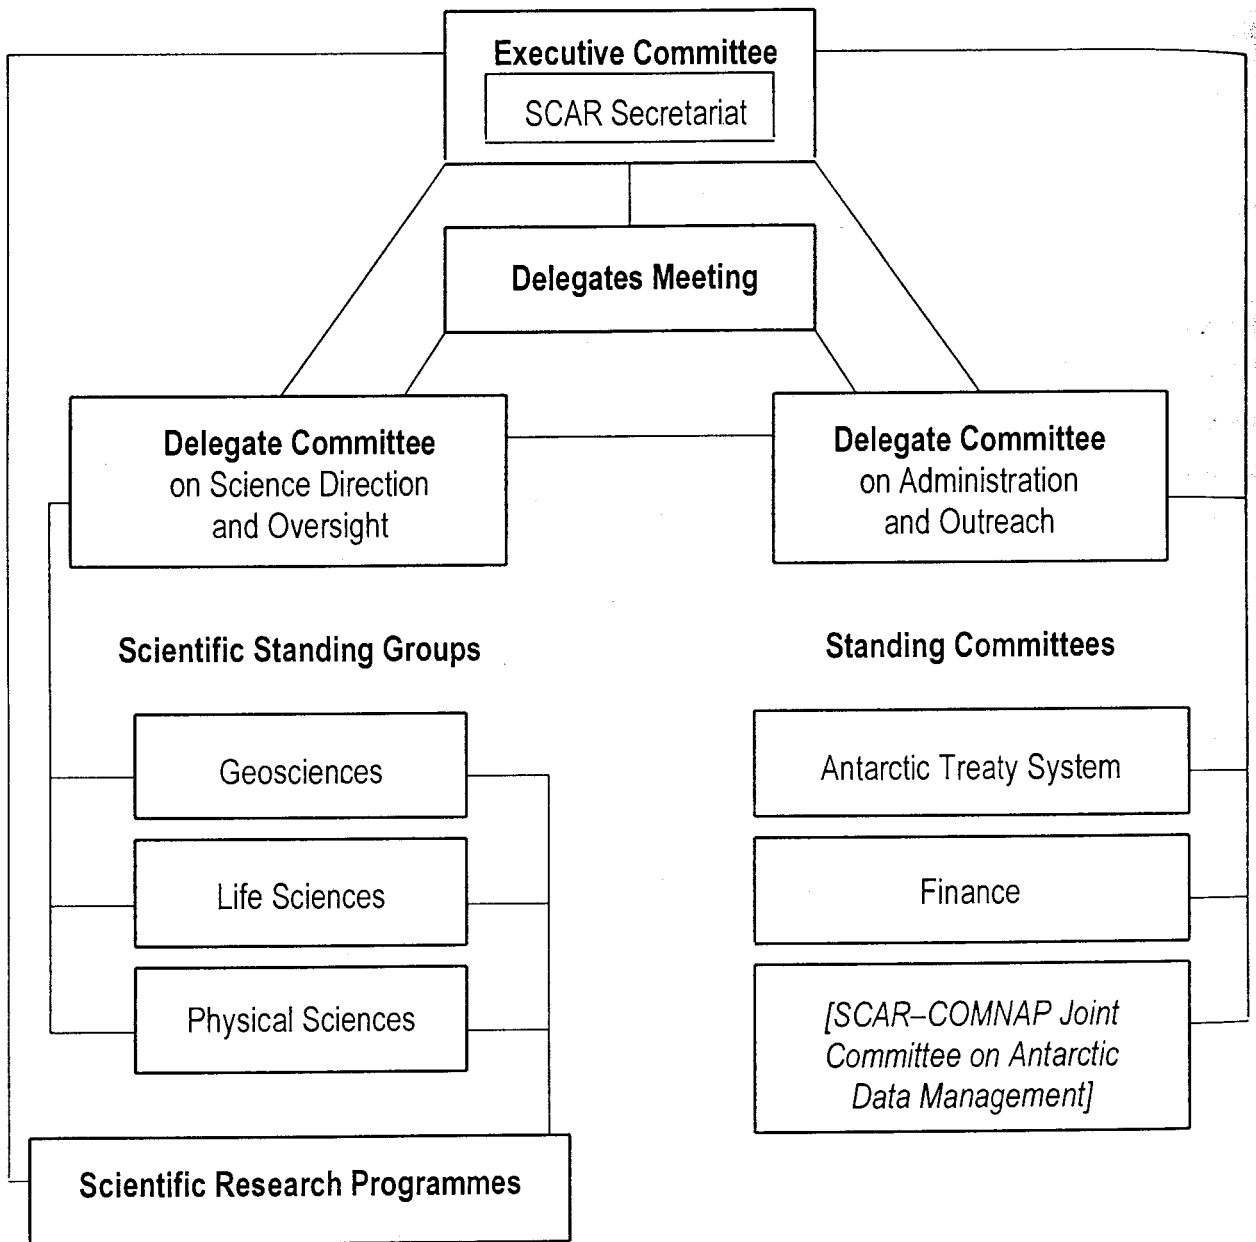 Executive Committee
SCAR Secretariat
Delegates Meeting
Delegate Committee
on Science Direction
and Oversight
Delegate Committee
on Administration
and Outreach
Scientific Standing Groups
Standing Committees
Geosciences
Antarctic Treaty System
Life Sciences
Finance
Physical Sciences
[SCAR–COMNAP Joint
Committee on Antarctic
Data Management]
Scientific Research Programmes